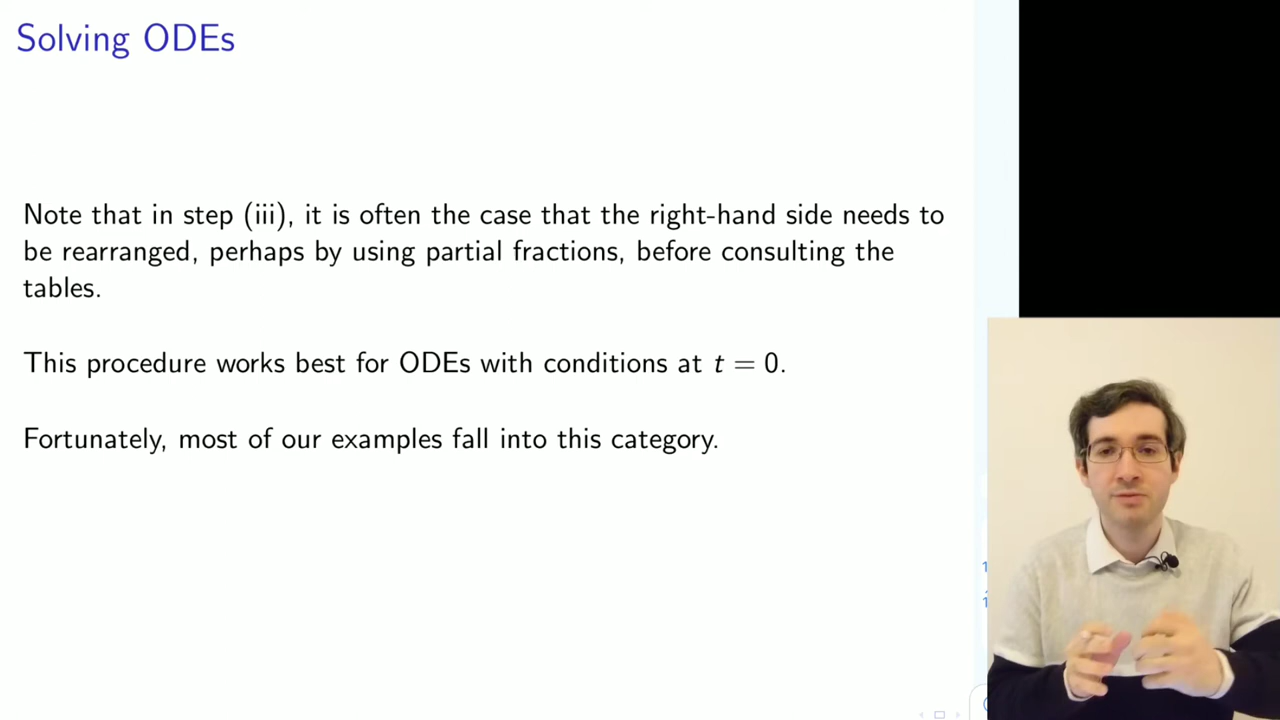 Solving ODEs
Note that in step (iii), it is often the case that the right-hand side needs to
be rearranged, perhaps by using partial fractions, before consulting the
tables.
This procedure works best for ODEs with conditions at t = 0.
Fortunately, most of our examples fall into this category.